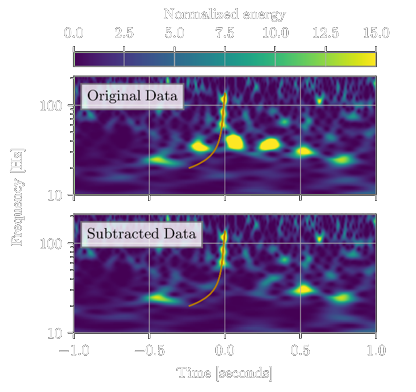 Normalised energy
0.0 2.5 5.0 7.5 10.0 12.5 15.0
Original Data
100
10
Frequency [Hz]
Subtracted Data
100
10
−1.0 −0.5 0.0 0.5 1.0
Time [seconds]